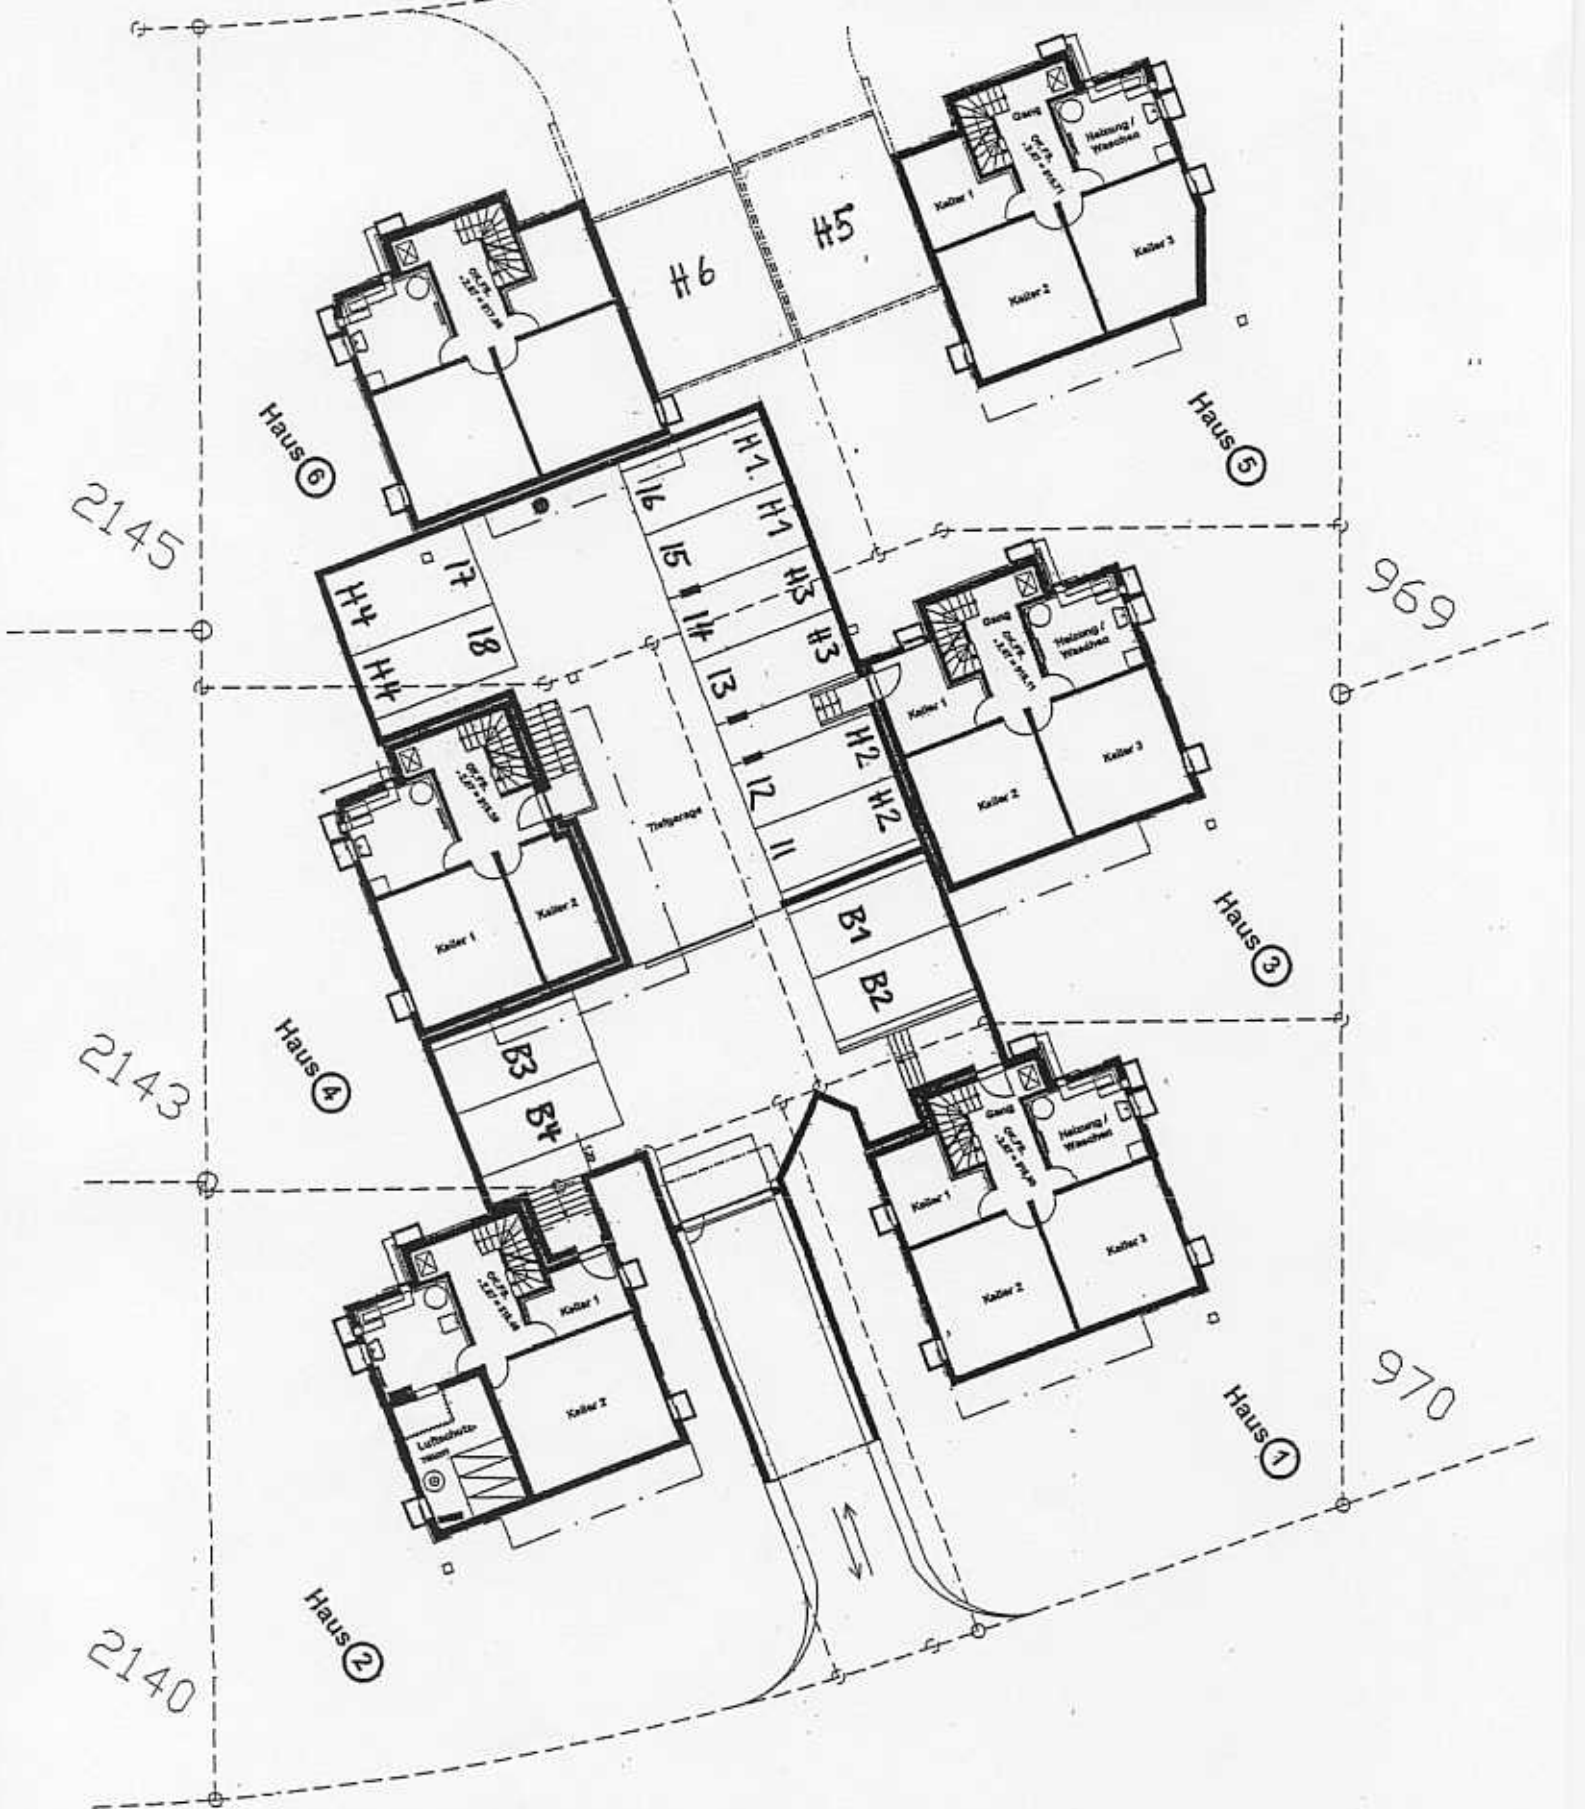 Gang
Heizung /
Waschen
Keller 1
Keller 2
Keller 3
H5
H6
Haus 5
Haus 6
2145
969
H1.
16
H1
15
H3
14
H3
13
H4
17
H4
18
H2
12
H2
11
Tiefgarage
Gang
Heizung /
Waschen
Keller 1
Keller 2
Keller 3
Haus 3
Keller 1
Keller 2
Haus 4
2143
B1
B2
B3
B4
Gang
Heizung /
Waschen
Keller 1
Keller 2
Keller 3
Haus 1
970
Keller 1
Keller 2
Luftschutz-
raum
Haus 2
2140